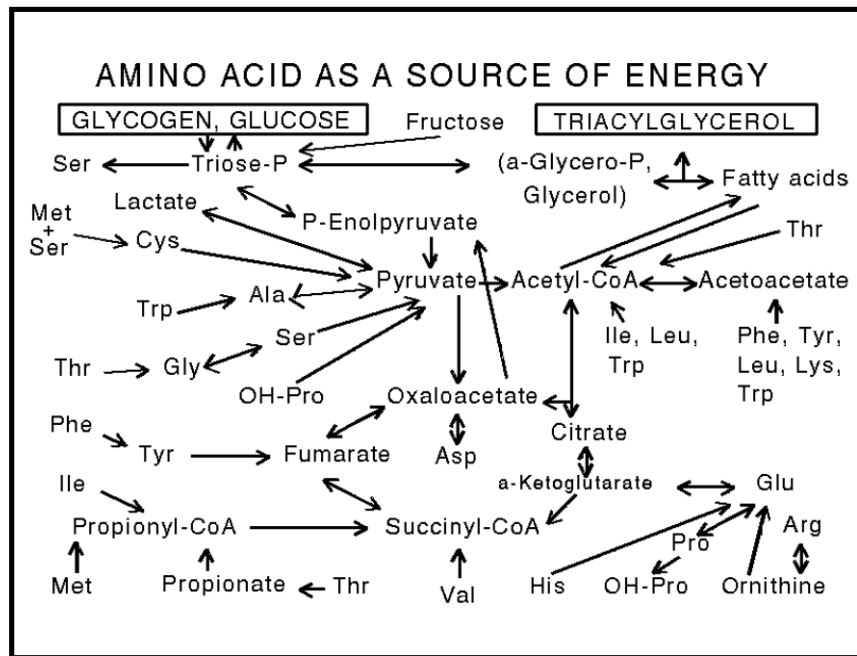 AMINO ACID AS A SOURCE OF ENERGY
GLYCOGEN, GLUCOSE
Fructose
TRIACYLGLYCEROL
Ser
Triose-P
(a-Glycero-P,
Glycerol)
Fatty acids
Lactate
Met
+
Ser
Cys
P-Enolpyruvate
Thr
Trp
Ala
Pyruvate
Acetyl-CoA
Acetoacetate
Thr
Gly
Ser
Ile, Leu,
Trp
Phe, Tyr,
Leu, Lys,
Trp
OH-Pro
Oxaloacetate
Phe
Tyr
Fumarate
Asp
Citrate
Ile
a-Ketoglutarate
Glu
Propionyl-CoA
Succinyl-CoA
Pro
Arg
Met
Propionate
Thr
Val
His
OH-Pro
Ornithine